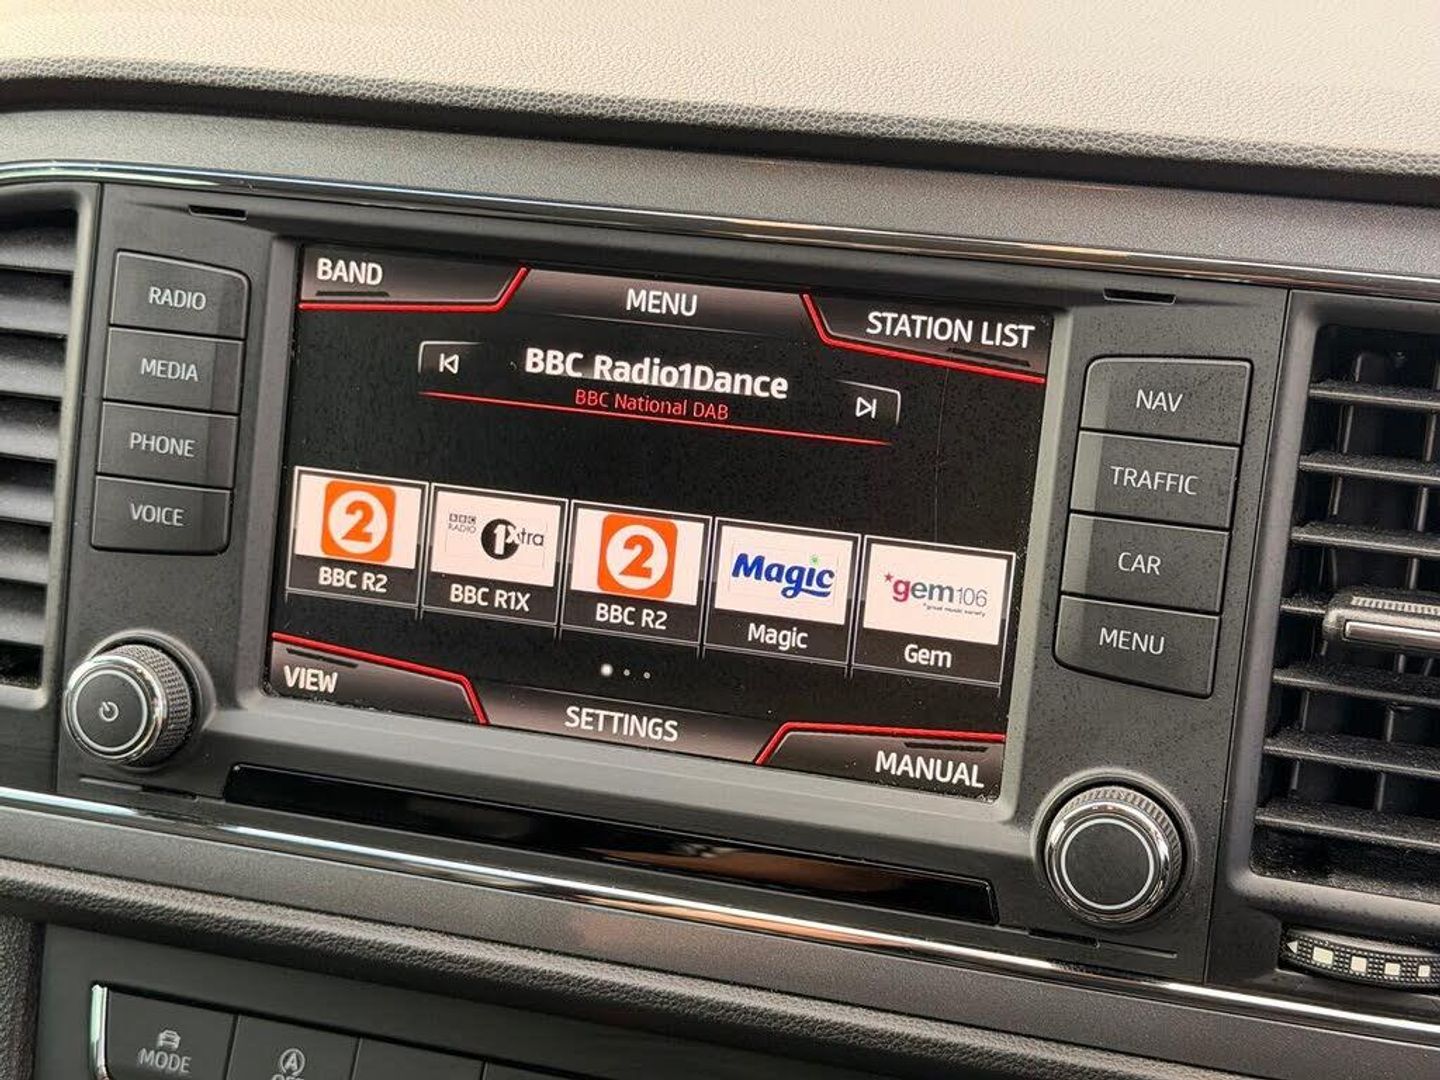 BAND
MENU
STATION LIST
BBC Radio1Dance
BBC National DAB
RADIO
MEDIA
PHONE
VOICE
NAV
TRAFFIC
CAR
MENU
2
BBC R2
BBC
RADIO
1Xtra
BBC R1X
2
BBC R2
Magic
Magic
gem106
Gem
VIEW
SETTINGS
MANUAL
MODE
A